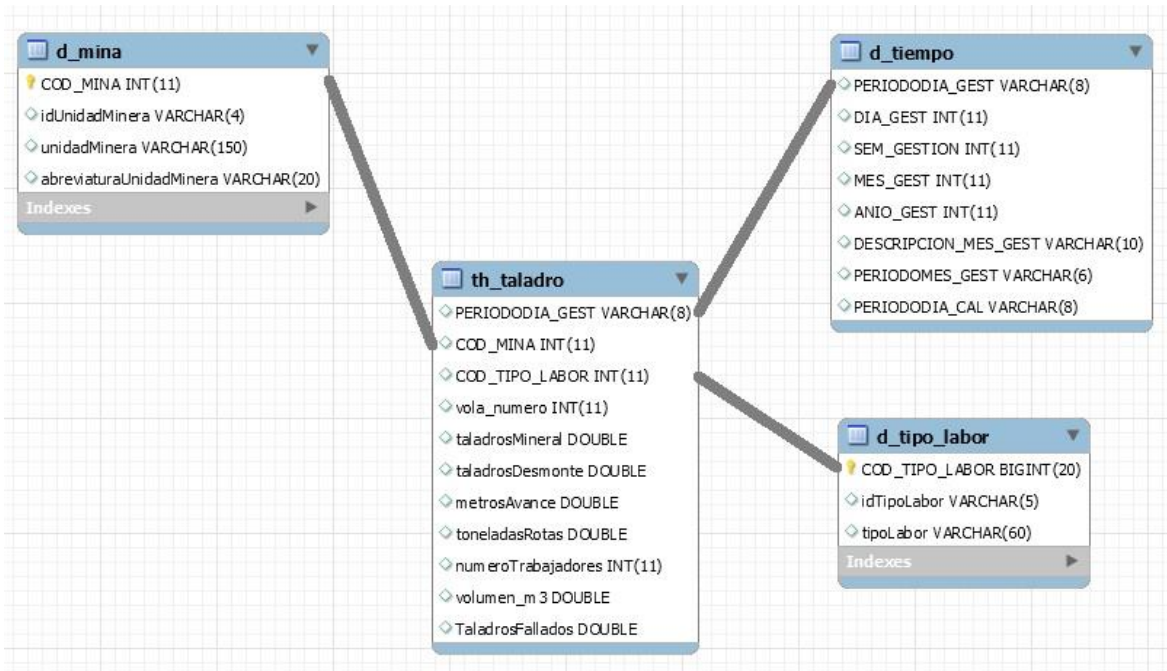 d_mina
COD_MINA INT(11)
idUnidadMinera VARCHAR(4)
unidadMinera VARCHAR(150)
abreviaturaUnidadMinera VARCHAR(20)
Indexes
d_tiempo
PERIODODIA_GEST VARCHAR(8)
DIA_GEST INT(11)
SEM_GESTION INT(11)
MES_GEST INT(11)
ANIO_GEST INT(11)
DESCRIPCION_MES_GEST VARCHAR(10)
PERIODOMES_GEST VARCHAR(6)
PERIODODIA_CAL VARCHAR(8)
th_taladro
PERIODODIA_GEST VARCHAR(8)
COD_MINA INT(11)
COD_TIPO_LABOR INT(11)
vola_numero INT(11)
taladrosMineral DOUBLE
taladrosDesmonte DOUBLE
metrosAvance DOUBLE
toneladasRotas DOUBLE
numeroTrabajadores INT(11)
volumen_m3 DOUBLE
TaladrosFallados DOUBLE
d_tipo_labor
COD_TIPO_LABOR BIGINT(20)
idTipoLabor VARCHAR(5)
tipoLabor VARCHAR(60)
Indexes